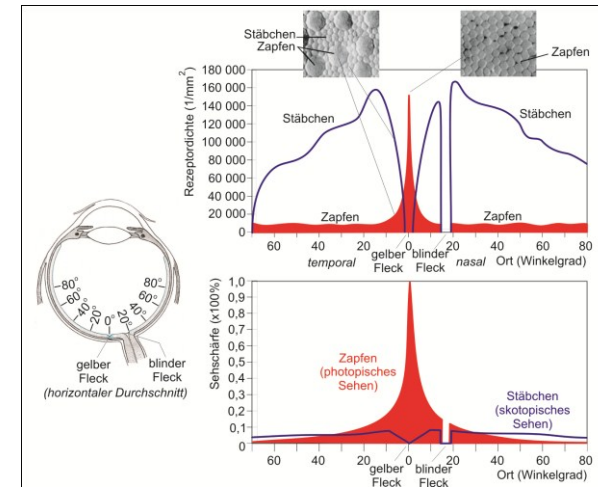 Stäbchen
Zapfen
Zapfen
Rezeptordichte (1/mm²)
180 000
160 000
140 000
120 000
100 000
80 000
60 000
40 000
20 000
0
Stäbchen
Stäbchen
Zapfen
Zapfen
60 40 20 0 20 40 60 80
temporal
gelber
Fleck
blinder
Fleck
nasal
Ort (Winkelgrad)
80° 60° 40° 20° 0° 20° 40° 60° 80°
gelber
Fleck
blinder
Fleck
(horizontaler Durchschnitt)
Sehschärfe (x100%)
1,0
0,9
0,8
0,7
0,6
0,5
0,4
0,3
0,2
0,1
0
Zapfen
(photopisches
Sehen)
Stäbchen
(skotopisches
Sehen)
60 40 20 0 20 40 60 80
gelber
Fleck
blinder
Fleck
Ort (Winkelgrad)